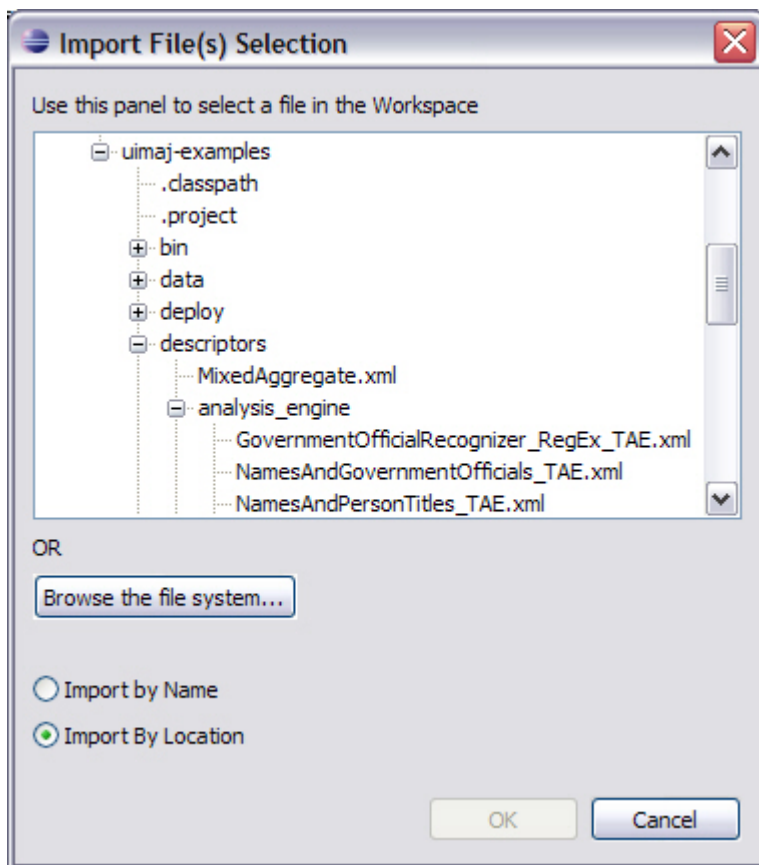 Import File(s) Selection
Use this panel to select a file in the Workspace
uimaj-examples
.classpath
.project
bin
data
deploy
descriptors
MixedAggregate.xml
analysis_engine
GovernmentOfficialRecognizer_RegEx_TAE.xml
NamesAndGovernmentOfficials_TAE.xml
NamesAndPersonTitles_TAE.xml
OR
Browse the file system...
Import by Name
Import By Location
OK Cancel